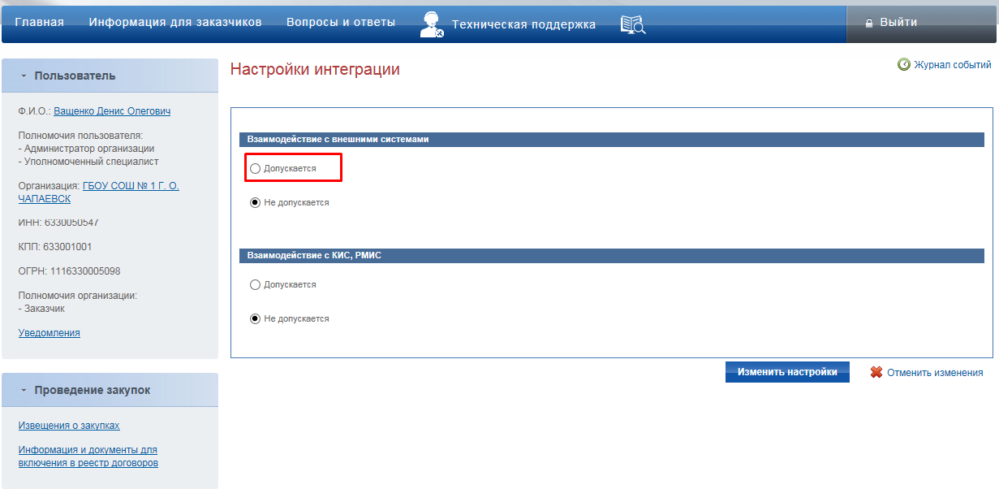 Главная Информация для заказчиков Вопросы и ответы Техническая поддержка Выйти
Пользователь
Ф.И.О.: Ващенко Денис Олегович
Полномочия пользователя:
- Администратор организации
- Уполномоченный специалист
Организация: ГБОУ СОШ № 1 Г. О.
ЧАПАЕВСК
ИНН: 6330050547
КПП: 633001001
ОГРН: 1116330005098
Полномочия организации:
- Заказчик
Уведомления
Проведение закупок
Извещения о закупках
Информация и документы для
включения в реестр договоров
Настройки интеграции
Журнал событий
Взаимодействие с внешними системами
Допускается
Не допускается
Взаимодействие с КИС, РМИС
Допускается
Не допускается
Изменить настройки Отменить изменения